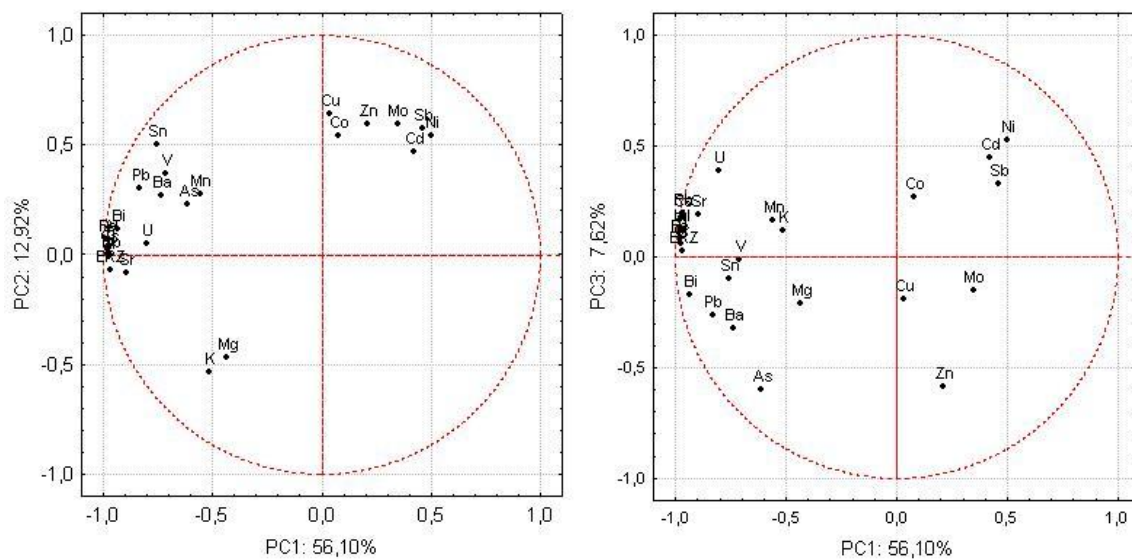 1,0
0,5
0,0
-0,5
-1,0
PC2: 12,92%
Cu
Co
Zn
Mo
Sb
Ni
Cd
Sn
V
Pb
Ba
As
Mn
Bi
U
Sr
K
Mg
-1,0 -0,5 0,0 0,5 1,0
PC1: 56,10%
1,0
0,5
0,0
-0,5
-1,0
PC3: 7,62%
Ni
Cd
U
Sb
Sr
Co
Mn
K
V
Sn
Bi
Mg
Cu
Mo
Pb
Ba
As
Zn
-1,0 -0,5 0,0 0,5 1,0
PC1: 56,10%